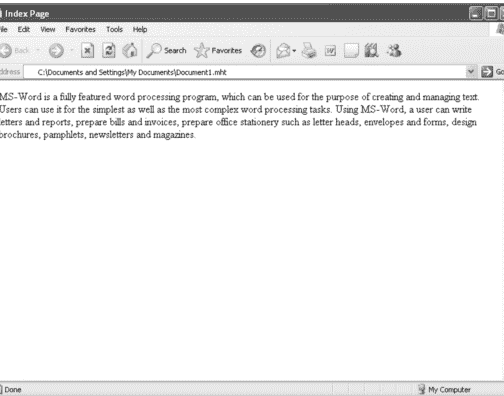 Index Page
File Edit View Favorites Tools Help
Back Search Favorites
Address C:\Documents and Settings\My Documents\Document1.mht Go
MS-Word is a fully featured word processing program, which can be used for the purpose of creating and managing text.
Users can use it for the simplest as well as the most complex word processing tasks. Using MS-Word, a user can write
letters and reports, prepare bills and invoices, prepare office stationery such as letter heads, envelopes and forms, design
brochures, pamphlets, newsletters and magazines.
Done My Computer